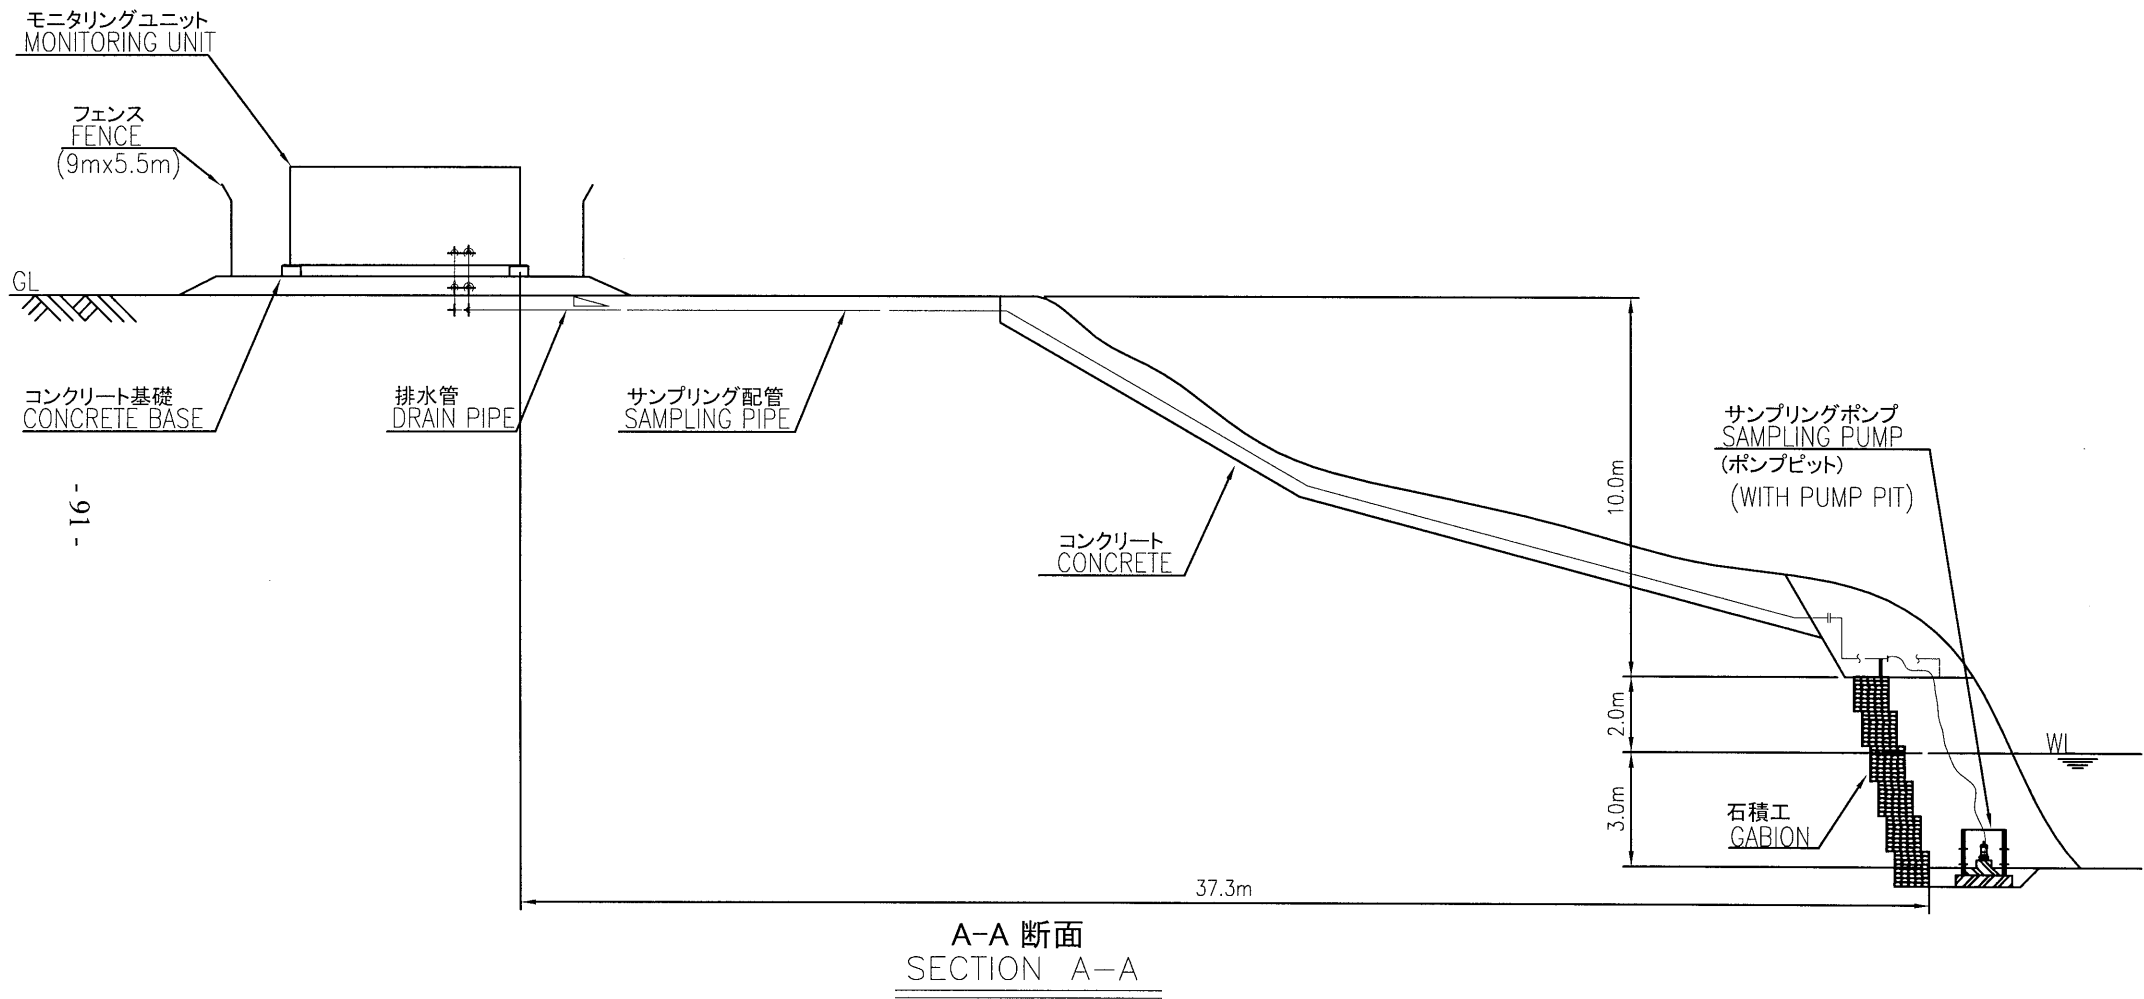 モニタリングユニット
MONITORING UNIT
フェンス
FENCE
(9mx5.5m)
GL
コンクリート基礎
CONCRETE BASE
排水管
DRAIN PIPE
サンプリング配管
SAMPLING PIPE
コンクリート
CONCRETE
サンプリングポンプ
SAMPLING PUMP
(ポンプピット)
(WITH PUMP PIT)
10.0m
2.0m
3.0m
WL
石積工
GABION
37.3m
A-A 断面
SECTION A-A
- 91 -